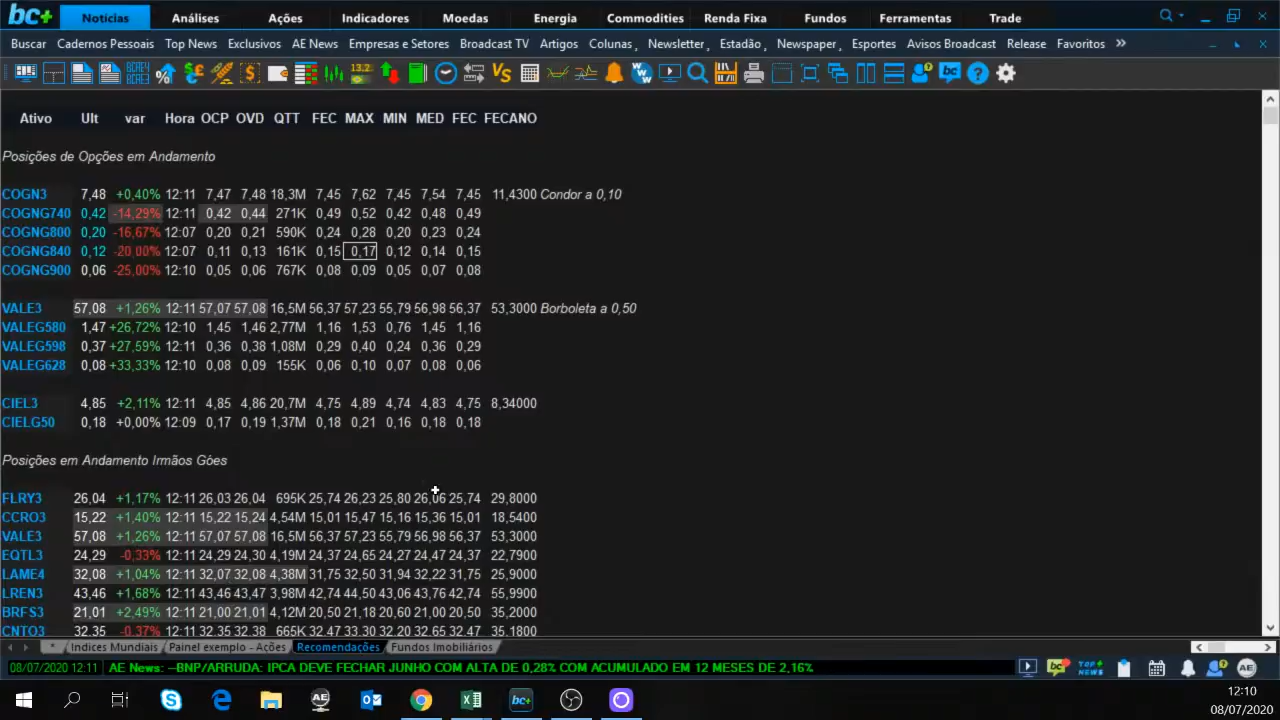 bc+ Notícias Análises Ações Indicadores Moedas Energia Commodities Renda Fixa Fundos Ferramentas Trade
Buscar Cadernos Pessoais Top News Exclusivos AE News Empresas e Setores Broadcast TV Artigos Colunas Newsletter Estadão Newspaper Esportes Avisos Broadcast Release Favoritos »
Ativo Ult var Hora OCP OVD QTT FEC MAX MIN MED FEC FECANO
Posições de Opções em Andamento
COGN3 7,48 +0,40% 12:11 7,47 7,48 18,3M 7,45 7,62 7,45 7,54 7,45 11,4300 Condor a 0,10
COGNG740 0,42 -14,29% 12:11 0,42 0,44 271K 0,49 0,52 0,42 0,48 0,49
COGNG800 0,20 -16,67% 12:07 0,20 0,21 590K 0,24 0,28 0,20 0,23 0,24
COGNG840 0,12 -20,00% 12:07 0,11 0,13 161K 0,15 0,17 0,12 0,14 0,15
COGNG900 0,06 -25,00% 12:10 0,05 0,06 767K 0,08 0,09 0,05 0,07 0,08
VALE3 57,08 +1,26% 12:11 57,07 57,08 16,5M 56,37 57,23 55,79 56,98 56,37 53,3000 Borboleta a 0,50
VALEG580 1,47 +26,72% 12:10 1,45 1,46 2,77M 1,16 1,53 0,76 1,45 1,16
VALEG598 0,37 +27,59% 12:11 0,36 0,38 1,08M 0,29 0,40 0,24 0,36 0,29
VALEG628 0,08 +33,33% 12:10 0,08 0,09 155K 0,06 0,10 0,07 0,08 0,06
CIEL3 4,85 +2,11% 12:11 4,85 4,86 20,7M 4,75 4,89 4,74 4,83 4,75 8,34000
CIELG50 0,18 +0,00% 12:09 0,17 0,19 1,37M 0,18 0,21 0,16 0,18 0,18
Posições em Andamento Irmãos Góes
FLRY3 26,04 +1,17% 12:11 26,03 26,04 695K 25,74 26,23 25,80 26,06 25,74 29,8000
CCRO3 15,22 +1,40% 12:11 15,22 15,24 4,54M 15,01 15,47 15,16 15,36 15,01 18,5400
VALE3 57,08 +1,26% 12:11 57,07 57,08 16,5M 56,37 57,23 55,79 56,98 56,37 53,3000
EQTL3 24,29 -0,33% 12:11 24,29 24,30 4,19M 24,37 24,65 24,27 24,47 24,37 22,7900
LAME4 32,08 +1,04% 12:11 32,07 32,08 4,38M 31,75 32,50 31,94 32,22 31,75 25,9000
LREN3 43,46 +1,68% 12:11 43,46 43,47 3,98M 42,74 44,50 43,06 43,76 42,74 55,9900
BRFS3 21,01 +2,49% 12:11 21,00 21,01 4,12M 20,50 21,18 20,60 21,00 20,50 35,2000
CNTO3 32,35 -0,37% 12:11 32,35 32,38 665K 32,47 33,30 32,20 32,65 32,47 35,1800
* Indices Mundiais Painel exemplo - Ações Recomendações Fundos Imobiliários
08/07/2020 12:11 AE News: --BNP/ARRUDA: IPCA DEVE FECHAR JUNHO COM ALTA DE 0,28% COM ACUMULADO EM 12 MESES DE 2,16% bc TOP+ NEWS AE
AE bc+ 12:10
08/07/2020